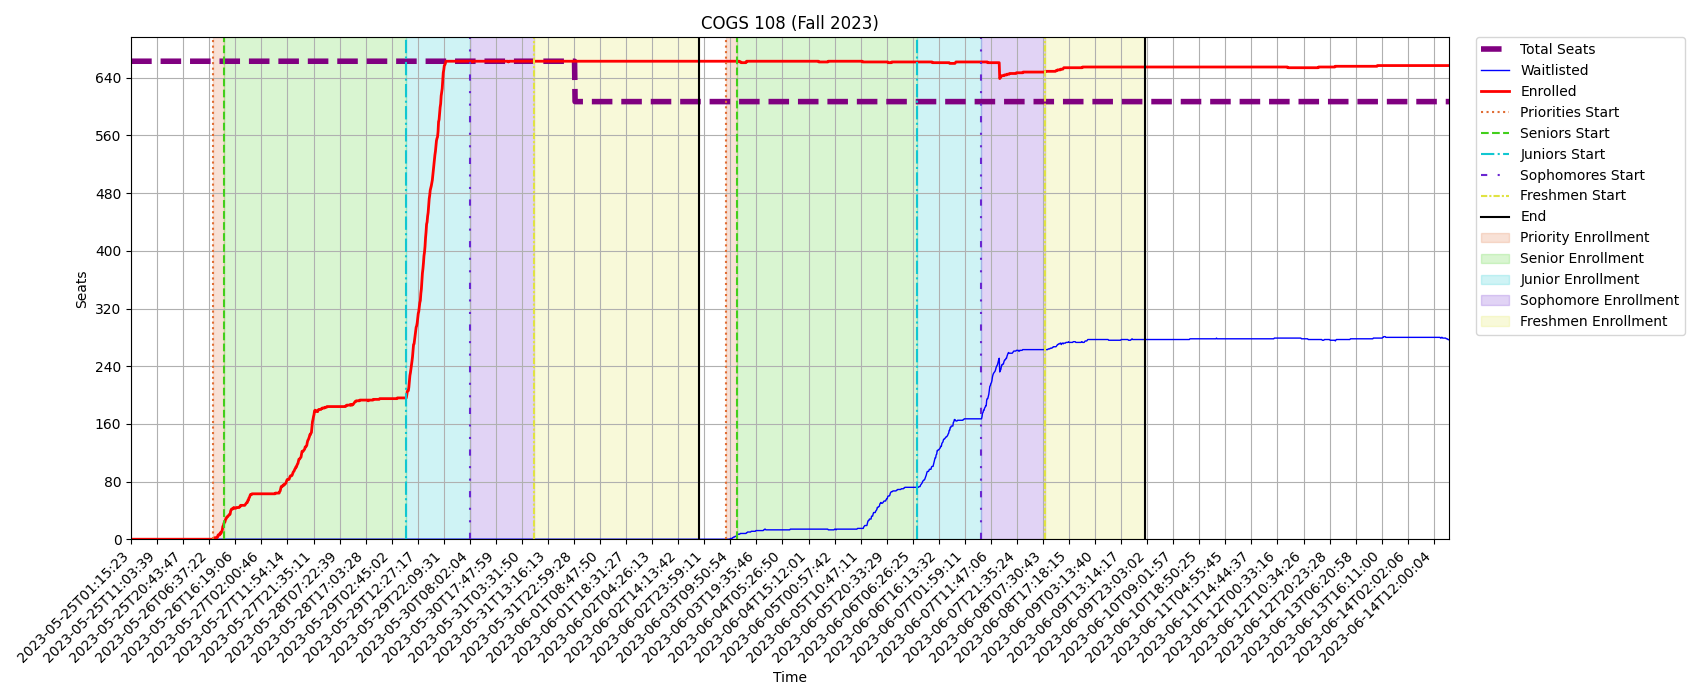 COGS 108 (Fall 2023)
Seats
640
560
480
400
320
240
160
80
0
2023-05-25T01:15:23
2023-05-25T11:03:39
2023-05-25T20:43:47
2023-05-26T06:37:22
2023-05-26T16:19:06
2023-05-27T02:00:46
2023-05-27T11:54:14
2023-05-27T21:35:11
2023-05-28T07:22:39
2023-05-28T17:03:28
2023-05-29T02:45:02
2023-05-29T12:27:17
2023-05-29T22:09:31
2023-05-30T08:02:04
2023-05-30T17:47:59
2023-05-31T03:31:50
2023-05-31T13:16:13
2023-05-31T22:59:28
2023-06-01T08:47:50
2023-06-01T18:31:27
2023-06-02T04:26:13
2023-06-02T14:13:42
2023-06-02T23:59:11
2023-06-03T09:50:54
2023-06-03T19:35:46
2023-06-04T05:26:50
2023-06-04T15:12:01
2023-06-05T00:57:42
2023-06-05T10:47:11
2023-06-05T20:33:29
2023-06-06T06:26:25
2023-06-06T16:13:32
2023-06-07T01:59:11
2023-06-07T11:47:06
2023-06-07T21:35:24
2023-06-08T07:30:43
2023-06-08T17:18:15
2023-06-09T03:13:40
2023-06-09T13:14:17
2023-06-09T23:03:02
2023-06-10T09:01:57
2023-06-10T18:50:25
2023-06-11T04:55:45
2023-06-11T14:44:37
2023-06-12T00:33:16
2023-06-12T10:34:26
2023-06-12T20:23:28
2023-06-13T06:20:58
2023-06-13T16:11:00
2023-06-14T02:02:06
2023-06-14T12:00:04
Time
Total Seats
Waitlisted
Enrolled
Priorities Start
Seniors Start
Juniors Start
Sophomores Start
Freshmen Start
End
Priority Enrollment
Senior Enrollment
Junior Enrollment
Sophomore Enrollment
Freshmen Enrollment